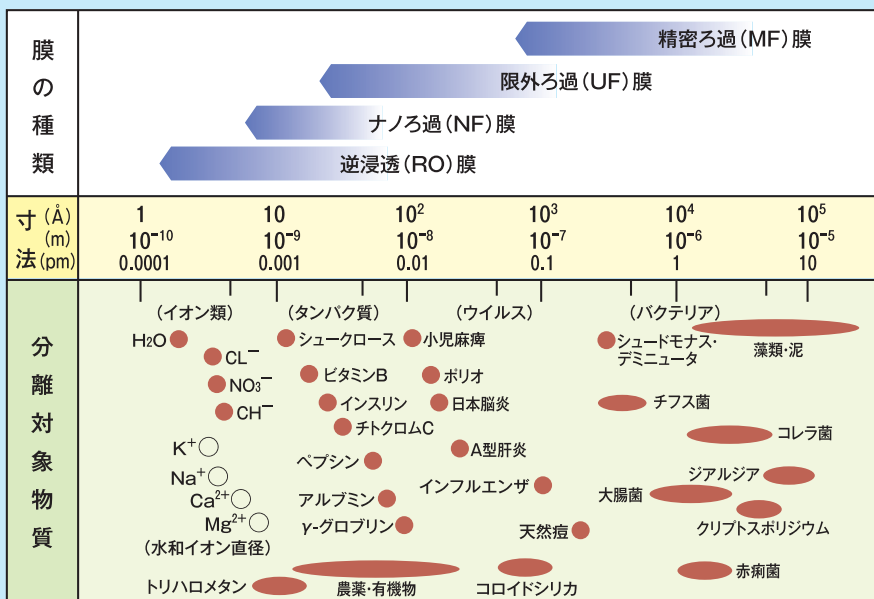 膜の種類
精密ろ過(MF)膜
限外ろ過(UF)膜
ナノろ過(NF)膜
逆浸透(RO)膜
寸法
(Å) 1 10 10² 10³ 10⁴ 10⁵
(m) 10⁻¹⁰ 10⁻⁹ 10⁻⁸ 10⁻⁷ 10⁻⁶ 10⁻⁵
(pm) 0.0001 0.001 0.01 0.1 1 10
分離対象物質
(イオン類)
H₂O
CL⁻
NO₃⁻
CH⁻
K⁺
Na⁺
Ca²⁺
Mg²⁺
(水和イオン直径)
トリハロメタン
(タンパク質)
シュークロース
ビタミンB
インスリン
チトクロムC
ペプシン
アルブミン
γ-グロブリン
農薬・有機物
(ウイルス)
小児麻痺
ポリオ
日本脳炎
A型肝炎
インフルエンザ
天然痘
コロイドシリカ
(バクテリア)
シュードモナス・
デミニュータ
藻類・泥
チフス菌
コレラ菌
ジアルジア
大腸菌
クリプトスポリジウム
赤痢菌